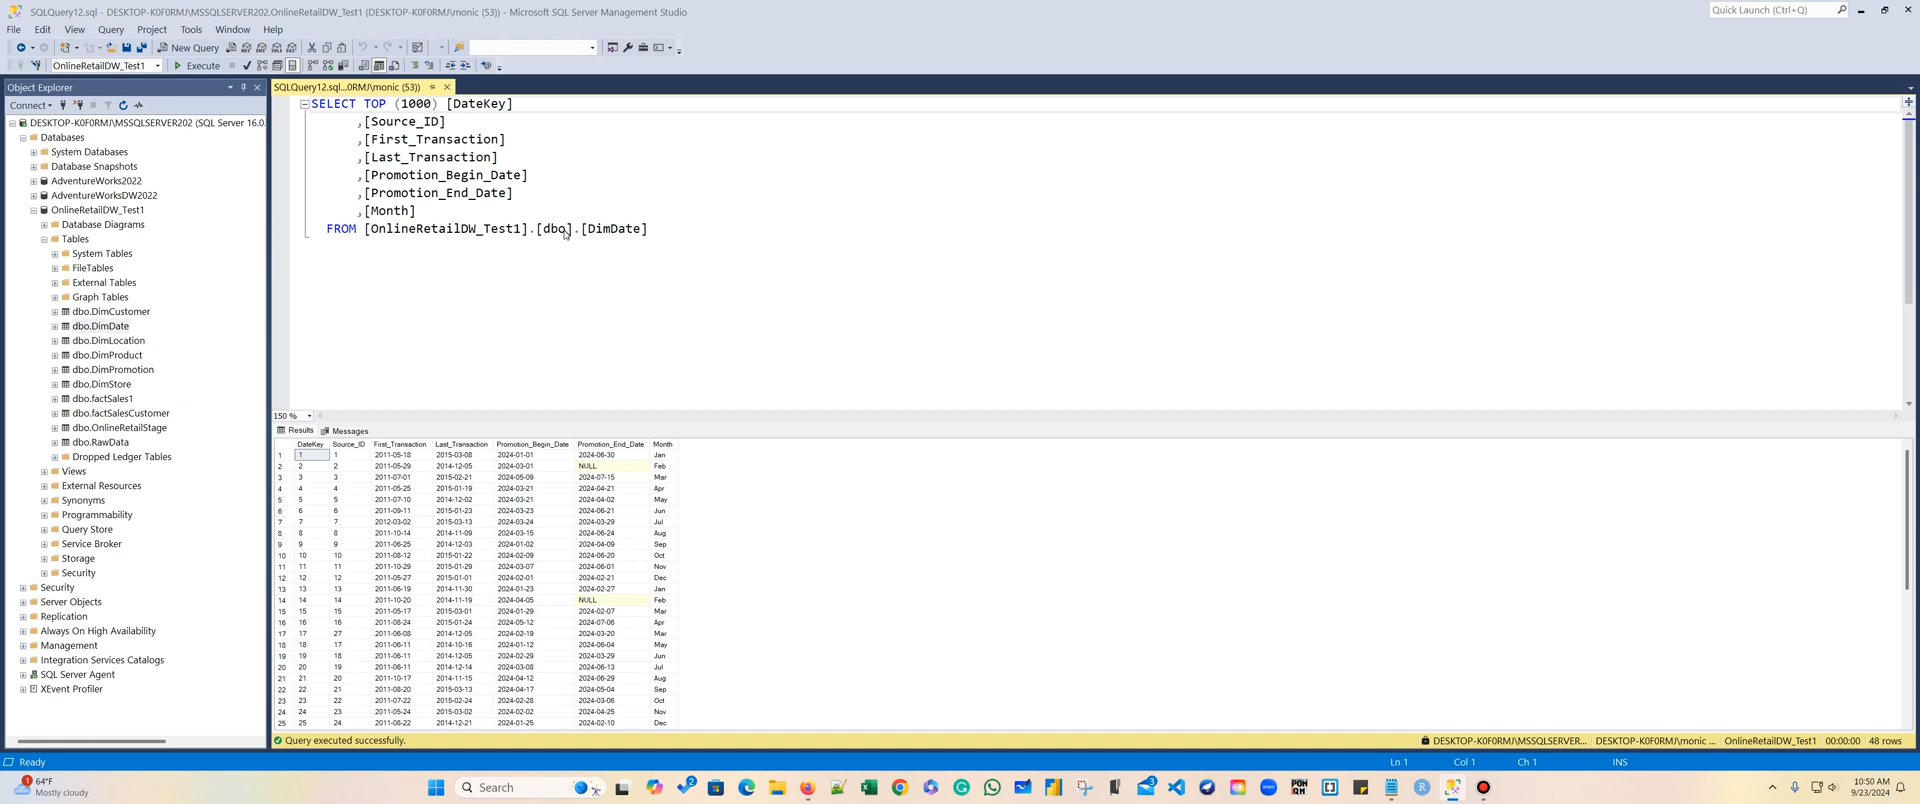 SQLQuery12.sql - DESKTOP-K0F0RMJ\MSSQLSERVER202.OnlineRetailDW_Test1 (DESKTOP-K0F0RMJ\monic (53)) - Microsoft SQL Server Management Studio
Quick Launch (Ctrl+Q)
File Edit View Query Project Tools Window Help
New Query
OnlineRetailDW_Test1 Execute
Object Explorer
SQLQuery12.sql...0RMJ\monic (53))
Connect
DESKTOP-K0F0RMJ\MSSQLSERVER202 (SQL Server 16.0.
Databases
System Databases
Database Snapshots
AdventureWorks2022
AdventureWorksDW2022
OnlineRetailDW_Test1
Database Diagrams
Tables
System Tables
FileTables
External Tables
Graph Tables
dbo.DimCustomer
dbo.DimDate
dbo.DimLocation
dbo.DimProduct
dbo.DimPromotion
dbo.DimStore
dbo.factSales1
dbo.factSalesCustomer
dbo.OnlineRetailStage
dbo.RawData
Dropped Ledger Tables
Views
External Resources
Synonyms
Programmability
Query Store
Service Broker
Storage
Security
Security
Server Objects
Replication
Always On High Availability
Management
Integration Services Catalogs
SQL Server Agent
XEvent Profiler
SELECT TOP (1000) [DateKey]
,[Source_ID]
,[First_Transaction]
,[Last_Transaction]
,[Promotion_Begin_Date]
,[Promotion_End_Date]
,[Month]
FROM [OnlineRetailDW_Test1].[dbo].[DimDate]
150 %
Results Messages
DateKey Source_ID First_Transaction Last_Transaction Promotion_Begin_Date Promotion_End_Date Month
1 1 1 2011-05-18 2015-03-08 2024-01-01 2024-06-30 Jan
2 2 2 2011-05-29 2014-12-05 2024-03-01 NULL Feb
3 3 3 2011-07-01 2015-02-21 2024-05-09 2024-07-15 Mar
4 4 4 2011-05-25 2015-01-19 2024-03-21 2024-04-21 Apr
5 5 5 2011-07-10 2014-12-02 2024-03-21 2024-04-02 May
6 6 6 2011-09-11 2015-01-23 2024-03-23 2024-06-21 Jun
7 7 7 2012-03-02 2015-03-13 2024-03-24 2024-03-29 Jul
8 8 8 2011-10-14 2014-11-09 2024-03-15 2024-06-24 Aug
9 9 9 2011-06-25 2014-12-03 2024-01-02 2024-04-09 Sep
10 10 10 2011-08-12 2015-01-22 2024-02-09 2024-06-20 Oct
11 11 11 2011-10-29 2015-01-29 2024-03-07 2024-06-01 Nov
12 12 12 2011-05-27 2015-01-01 2024-02-01 2024-02-21 Dec
13 13 13 2011-06-19 2014-11-30 2024-01-23 2024-02-27 Jan
14 14 14 2011-10-20 2014-11-19 2024-04-05 NULL Feb
15 15 15 2011-05-17 2015-03-01 2024-01-29 2024-02-07 Mar
16 16 16 2011-08-24 2015-01-24 2024-05-12 2024-07-06 Apr
17 17 27 2011-06-08 2014-12-05 2024-02-19 2024-03-20 Mar
18 18 17 2011-06-11 2014-10-16 2024-01-12 2024-06-04 May
19 19 18 2011-06-11 2014-12-05 2024-02-29 2024-03-29 Jun
20 20 19 2011-06-11 2014-12-14 2024-03-08 2024-06-13 Jul
21 21 20 2011-10-17 2014-11-15 2024-04-12 2024-06-29 Aug
22 22 21 2011-08-20 2015-03-13 2024-04-17 2024-05-04 Sep
23 23 22 2011-07-22 2015-02-24 2024-02-28 2024-03-06 Oct
24 24 23 2011-05-24 2015-03-02 2024-02-02 2024-04-25 Nov
25 25 24 2011-08-22 2014-12-21 2024-01-25 2024-02-10 Dec
Query executed successfully. DESKTOP-K0F0RMJ\MSSQLSERVER... DESKTOP-K0F0RMJ\monic ... OnlineRetailDW_Test1 00:00:00 48 rows
Ready Ln 1 Col 1 Ch 1 INS
1 64°F
Mostly cloudy
Search
2
3
zoom
R
10:50 AM
9/23/2024